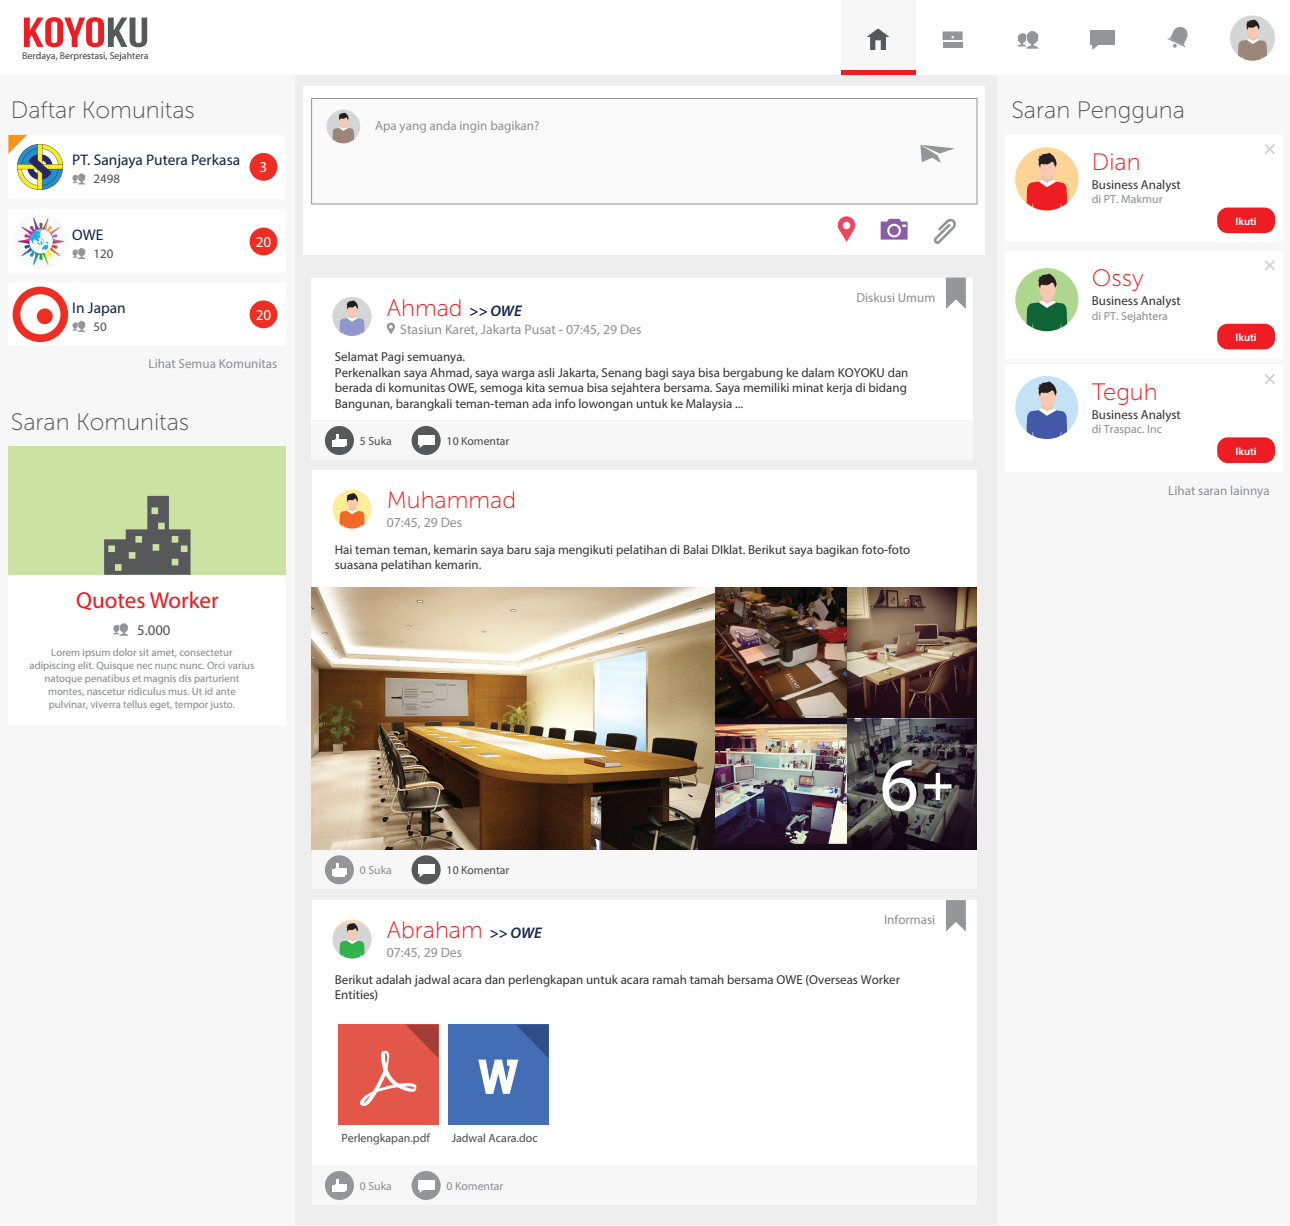 KOYOKU
Berdaya, Berprestasi, Sejahtera
Daftar Komunitas
PT. Sanjaya Putera Perkasa
2498
3
OWE
120
20
In Japan
50
20
Lihat Semua Komunitas
Saran Komunitas
Quotes Worker
5.000
Lorem ipsum dolor sit amet, consectetur
adipiscing elit. Quisque nec nunc nunc. Orci varius
natoque penatibus et magnis dis parturient
montes, nascetur ridiculus mus. Ut id ante
pulvinar, viverra tellus eget, tempor justo.
Apa yang anda ingin bagikan?
Ahmad >> OWE
Diskusi Umum
Stasiun Karet, Jakarta Pusat - 07:45, 29 Des
Selamat Pagi semuanya.
Perkenalkan saya Ahmad, saya warga asli Jakarta, Senang bagi saya bisa bergabung ke dalam KOYOKU dan
berada di komunitas OWE, semoga kita semua bisa sejahtera bersama. Saya memiliki minat kerja di bidang
Bangunan, barangkali teman-teman ada info lowongan untuk ke Malaysia ...
5 Suka
10 Komentar
Muhammad
07:45, 29 Des
Hai teman teman, kemarin saya baru saja mengikuti pelatihan di Balai DIklat. Berikut saya bagikan foto-foto
suasana pelatihan kemarin.
6+
0 Suka
10 Komentar
Abraham >> OWE
Informasi
07:45, 29 Des
Berikut adalah jadwal acara dan perlengkapan untuk acara ramah tamah bersama OWE (Overseas Worker
Entities)
W
Perlengkapan.pdf
Jadwal Acara.doc
0 Suka
0 Komentar
Saran Pengguna
Dian
Business Analyst
di PT. Makmur
Ikuti
Ossy
Business Analyst
di PT. Sejahtera
Ikuti
Teguh
Business Analyst
di Traspac. Inc
Ikuti
Lihat saran lainnya